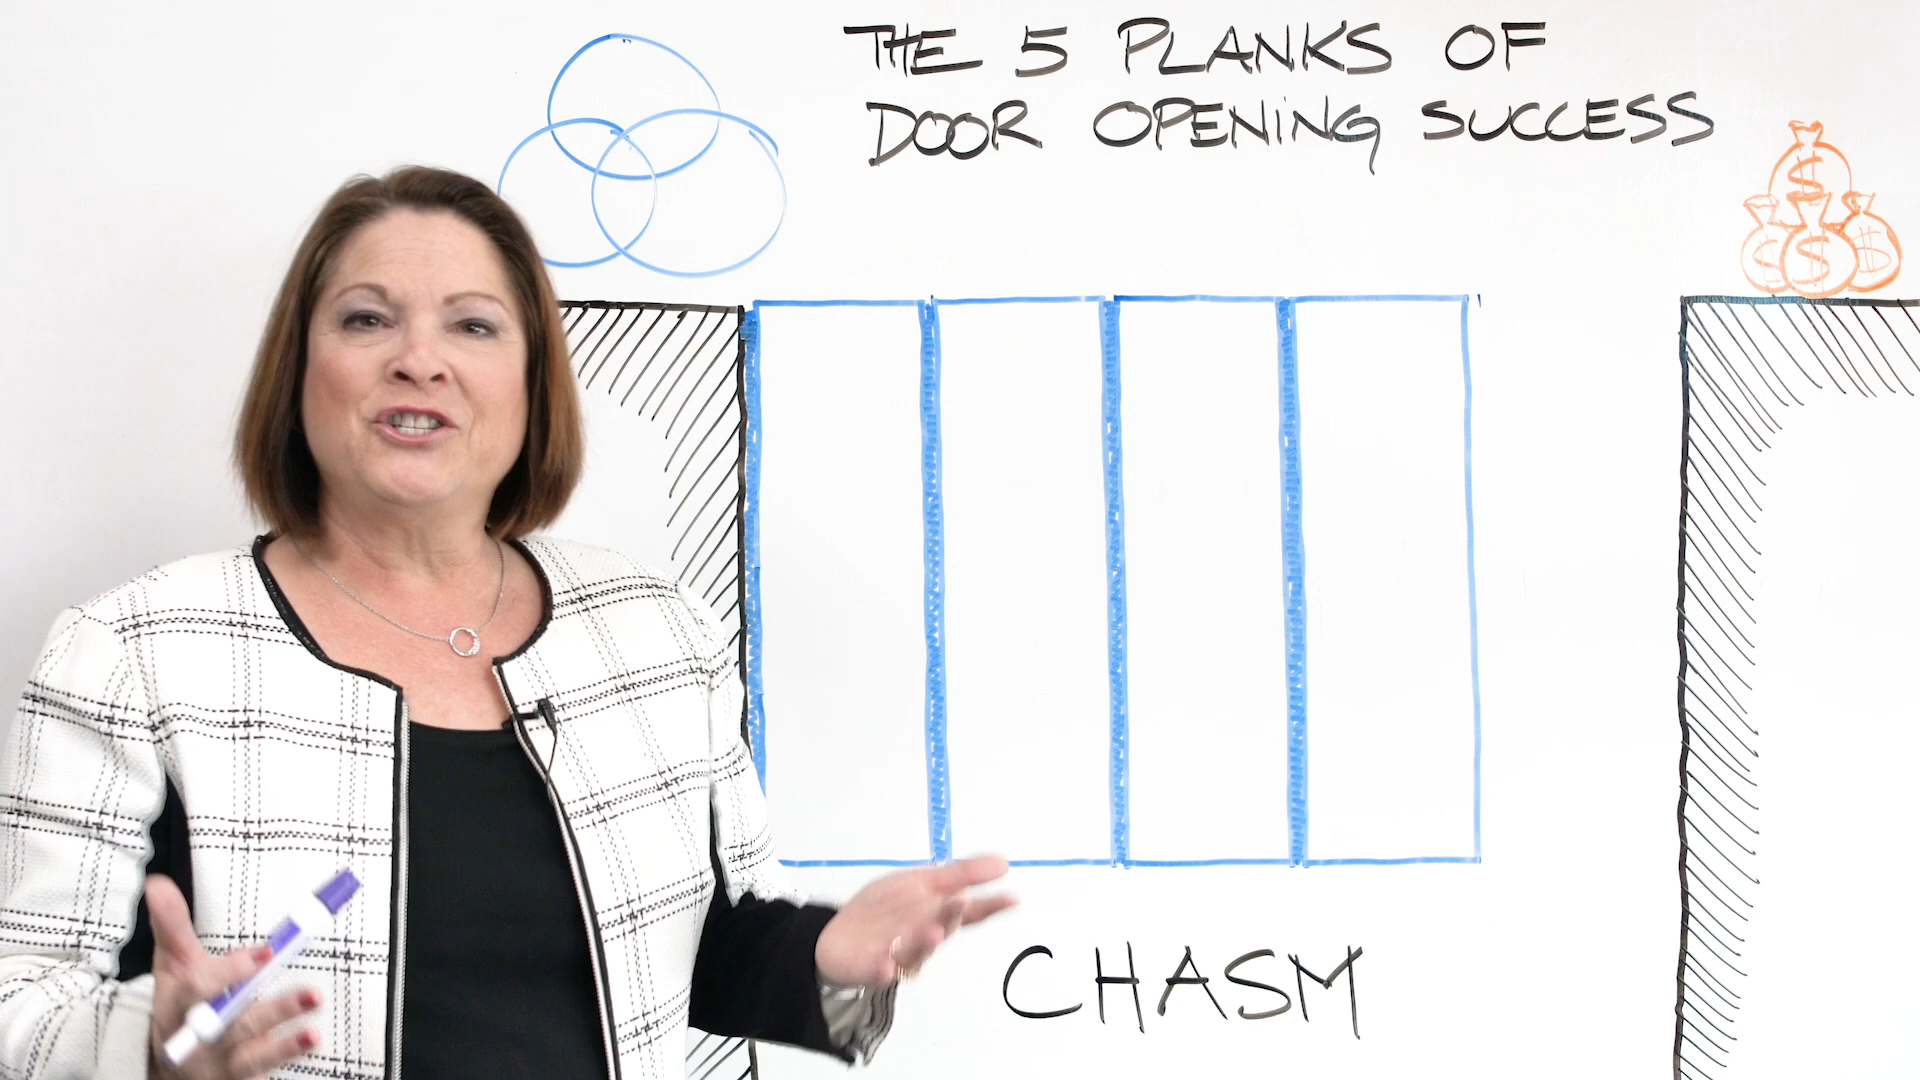 THE 5 PLANKS OF
DOOR OPENING SUCCESS
$
$ $ $
CHASM